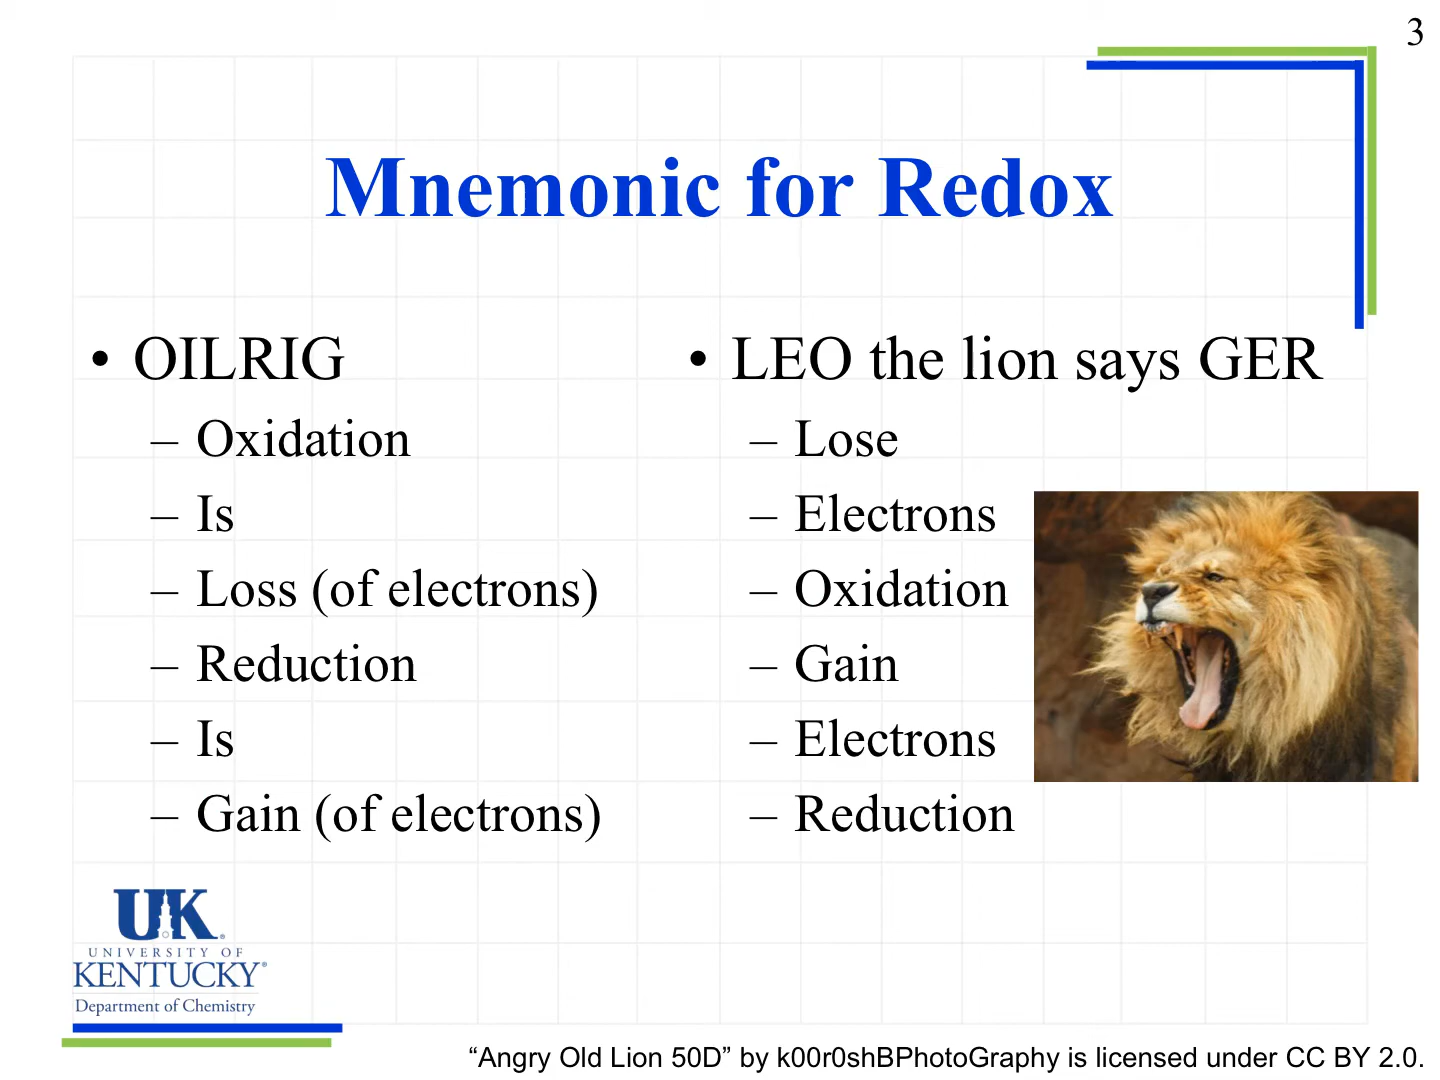 3
Mnemonic for Redox
• OILRIG
– Oxidation
– Is
– Loss (of electrons)
– Reduction
– Is
– Gain (of electrons)
• LEO the lion says GER
– Lose
– Electrons
– Oxidation
– Gain
– Electrons
– Reduction
UK®
UNIVERSITY OF
KENTUCKY®
Department of Chemistry
“Angry Old Lion 50D” by k00r0shBPhotoGraphy is licensed under CC BY 2.0.